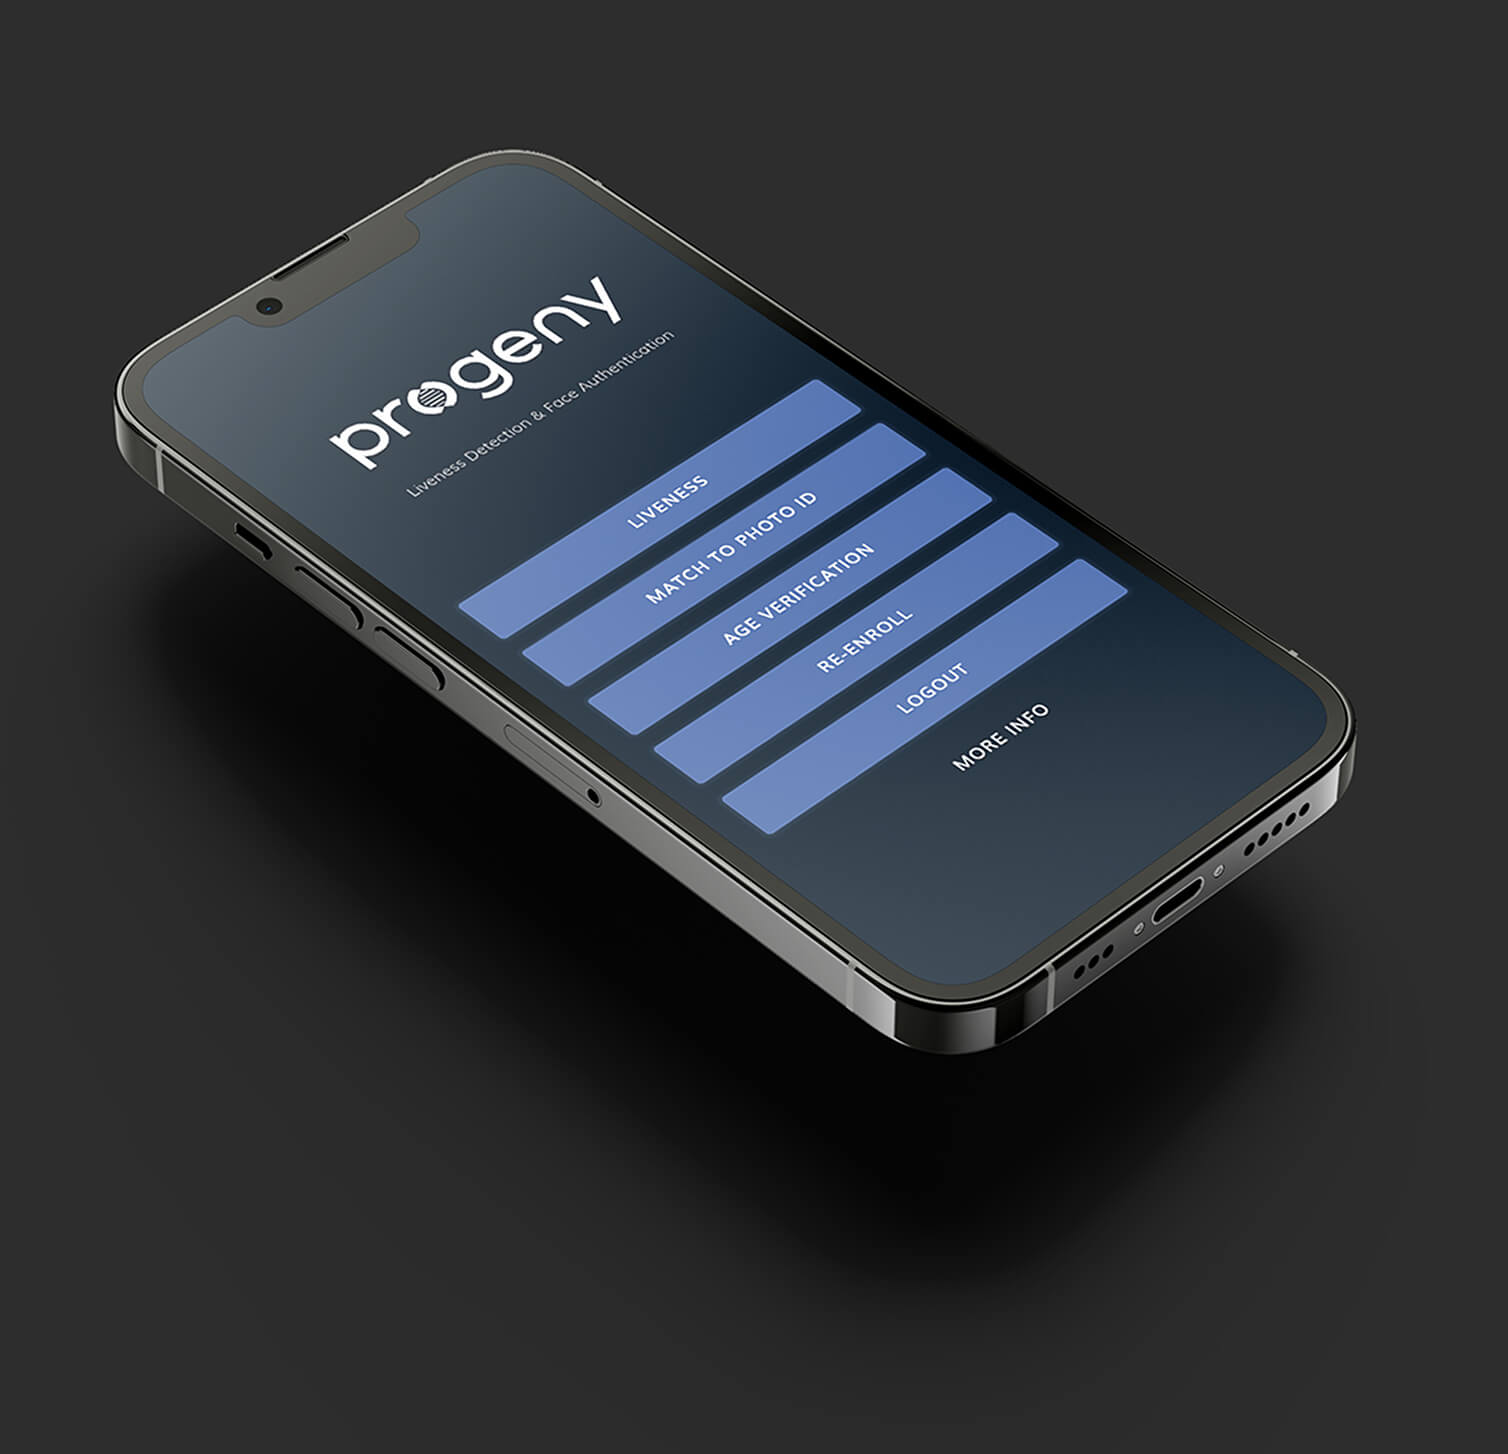 progeny
Liveness Detection & Face Authentication
LIVENESS
MATCH TO PHOTO ID
AGE VERIFICATION
RE-ENROLL
LOGOUT
MORE INFO